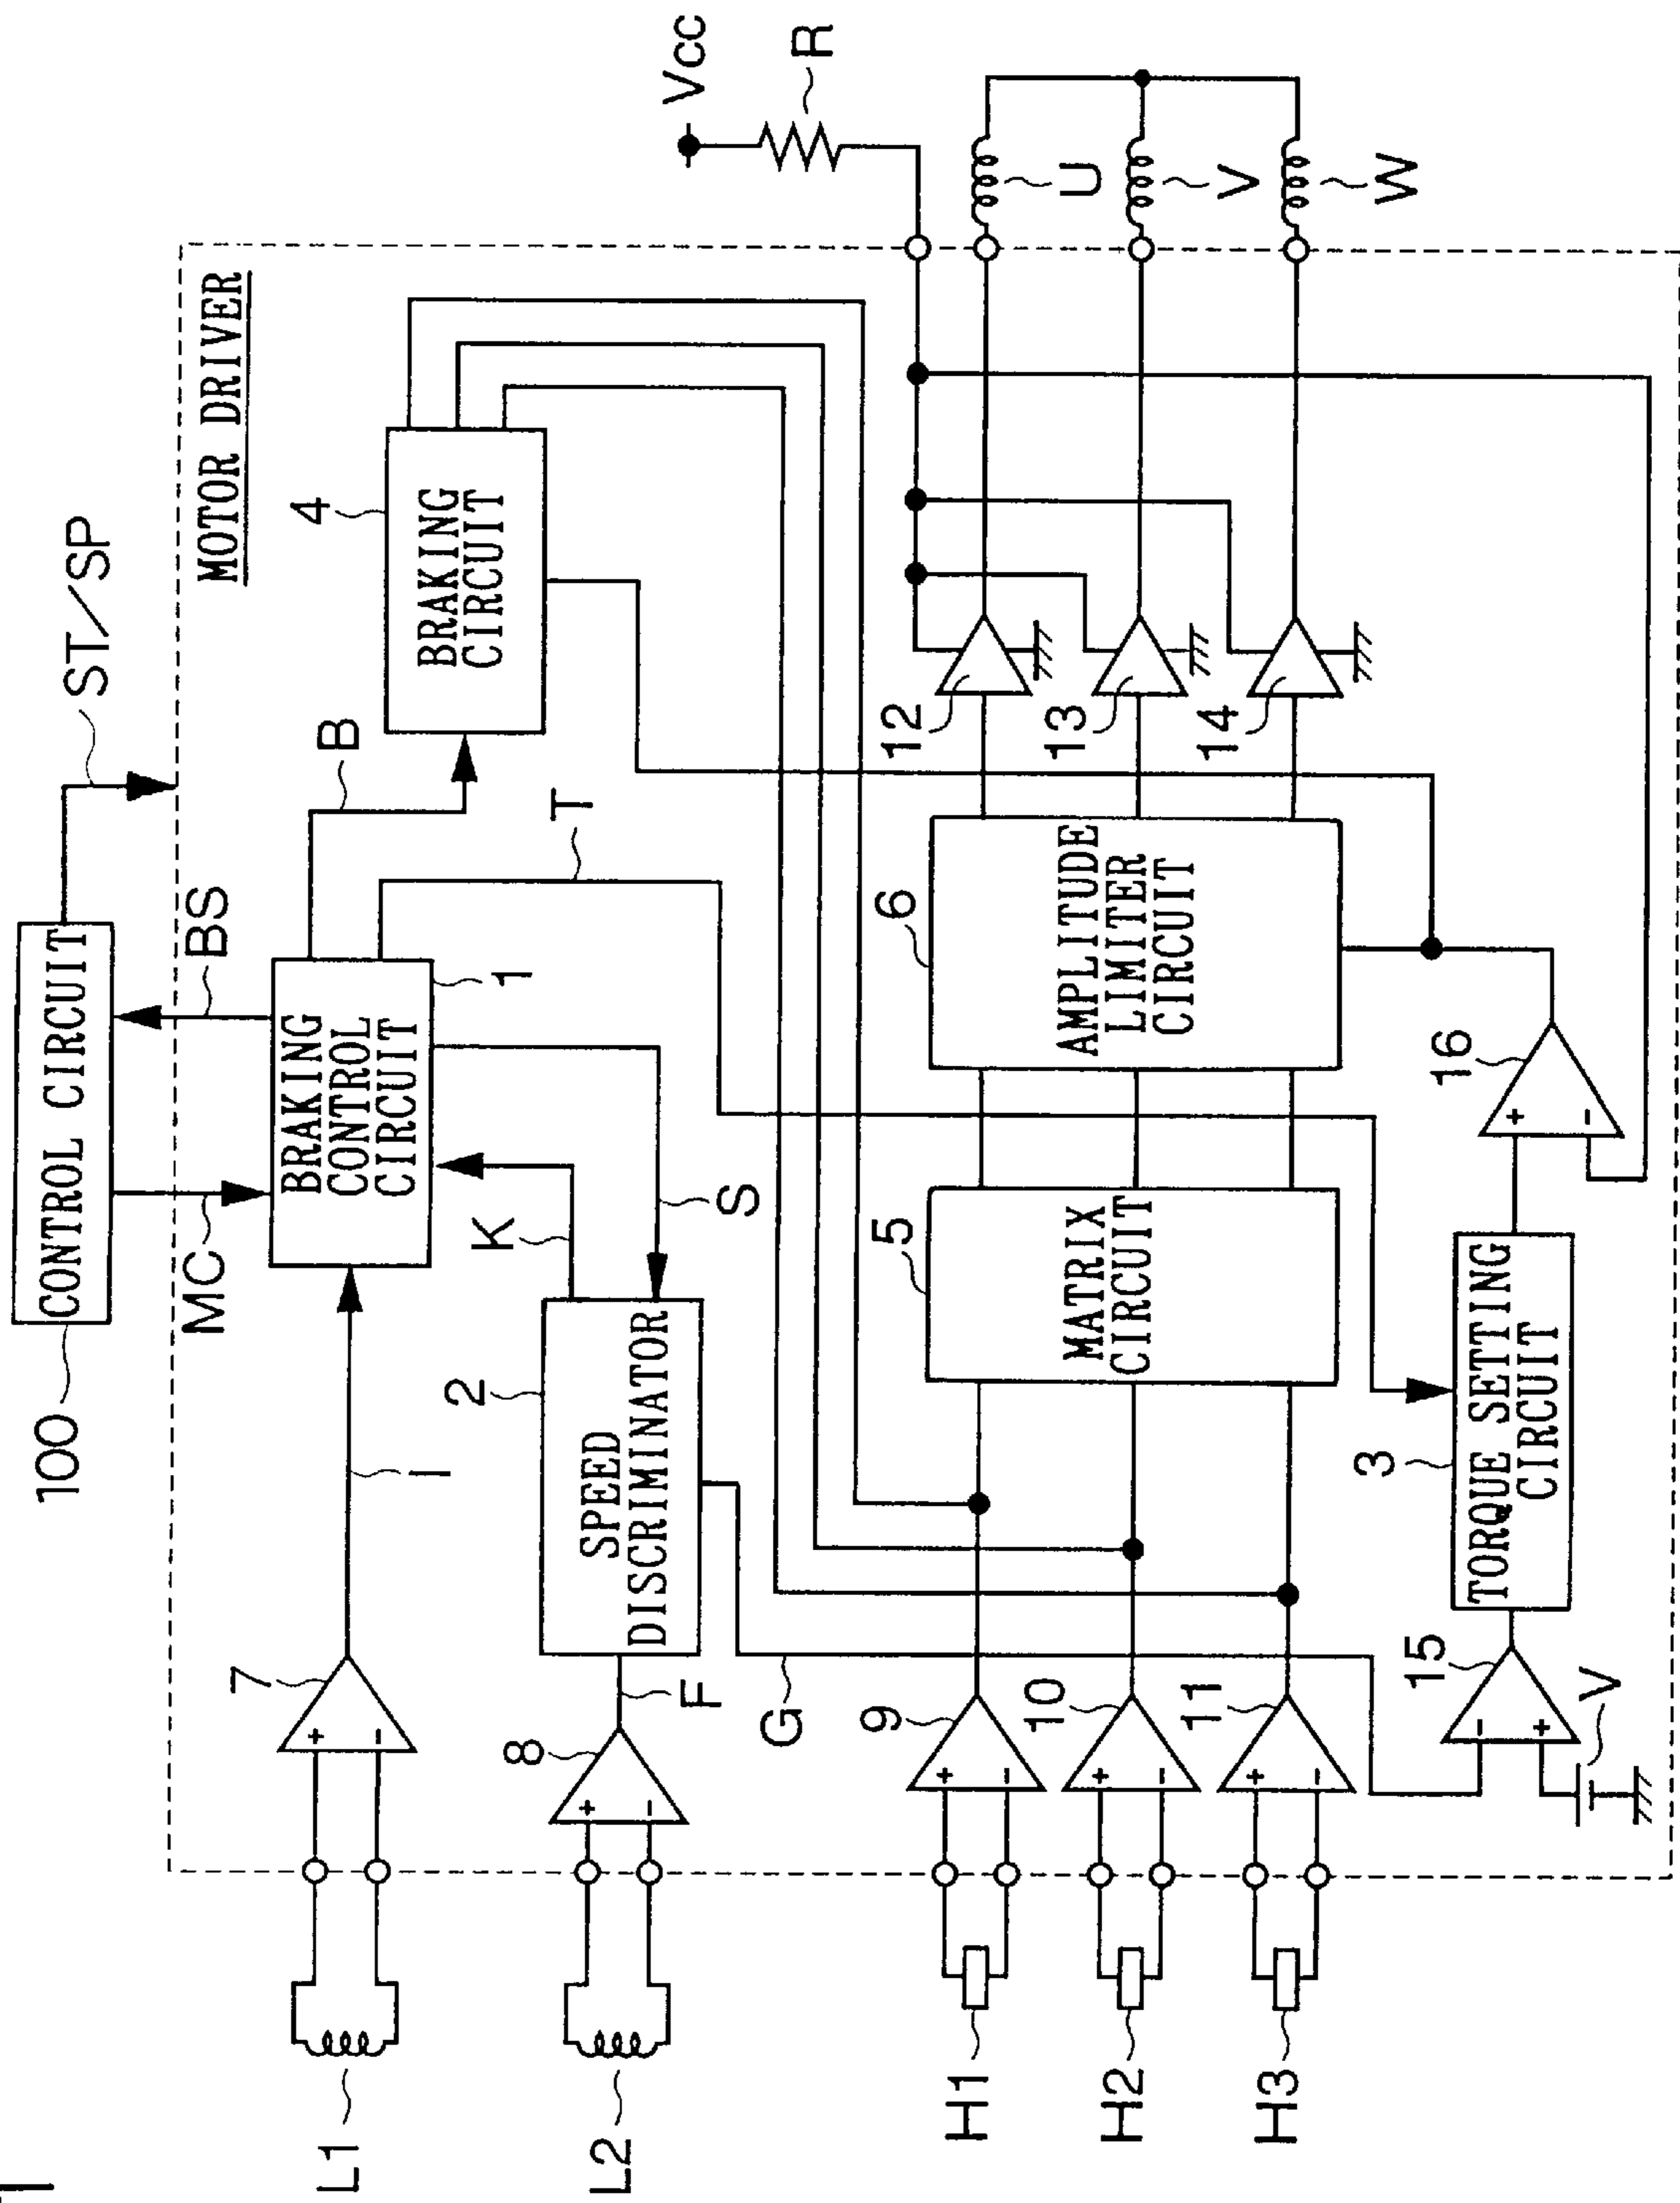 100
CONTROL CIRCUIT
ST/SP
MC
BS
MOTOR DRIVER
L1
7
+
-
I
BRAKING
CONTROL
CIRCUIT
1
B
T
4
BRAKING
CIRCUIT
L2
8
+
-
F
2
SPEED
DISCRIMINATOR
K
S
G
Vcc
R
H1
9
+
-
H2
10
+
-
H3
11
+
-
5
MATRIX
CIRCUIT
6
AMPLITUDE
LIMITER
CIRCUIT
12
13
14
U
V
W
15
-
+
V
3
TORQUE SETTING
CIRCUIT
16
+
-